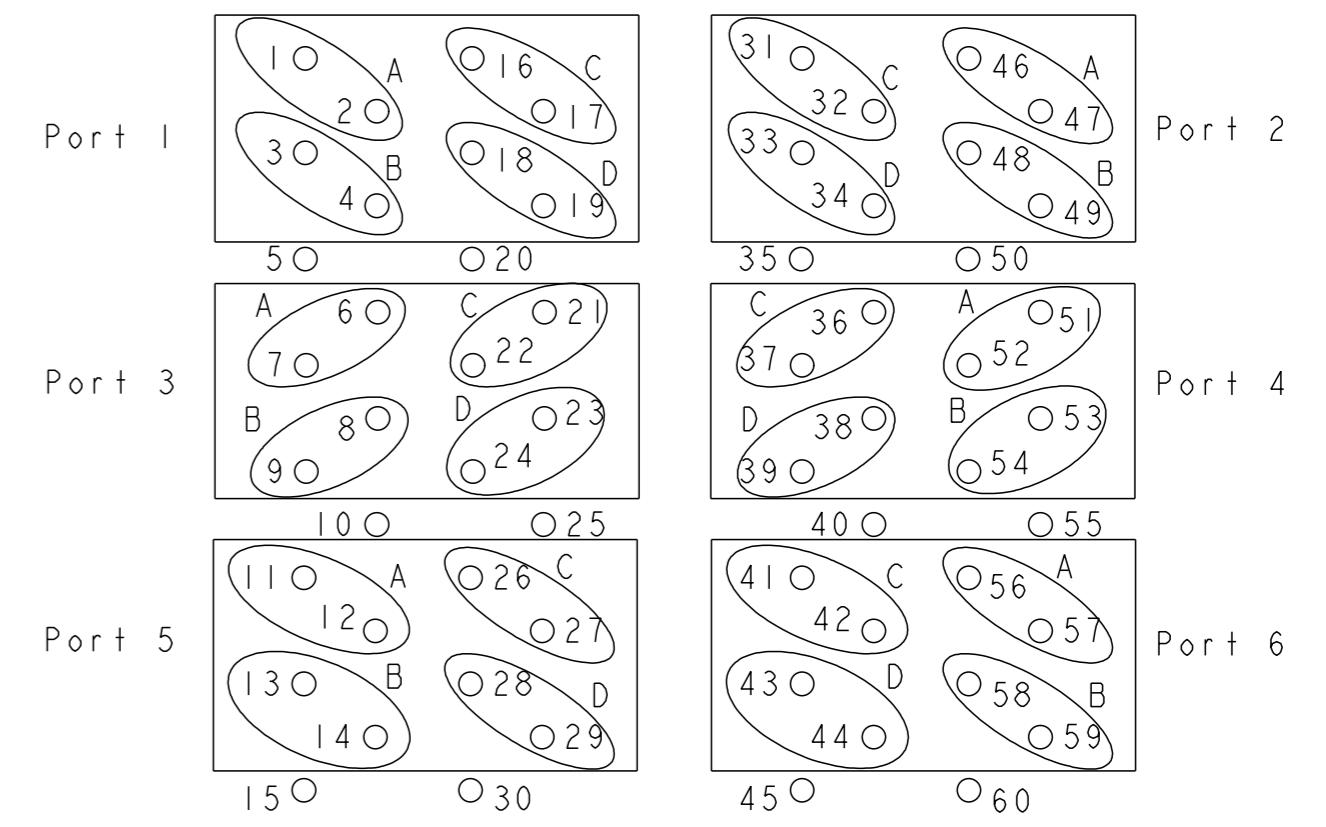 1 A 16 C 31 C 46 A
2 17 32 47
Port 1 Port 2
3 B 18 D 33 D 48 B
4 19 34 49
5 20 35 50
A 6 C 21 C 36 A 51
7 22 37 52
Port 3 Port 4
B 8 D 23 D 38 B 53
9 24 39 54
10 25 40 55
11 A 26 C 41 C 56 A
12 27 42 57
Port 5 Port 6
13 B 28 D 43 D 58 B
14 29 44 59
15 30 45 60